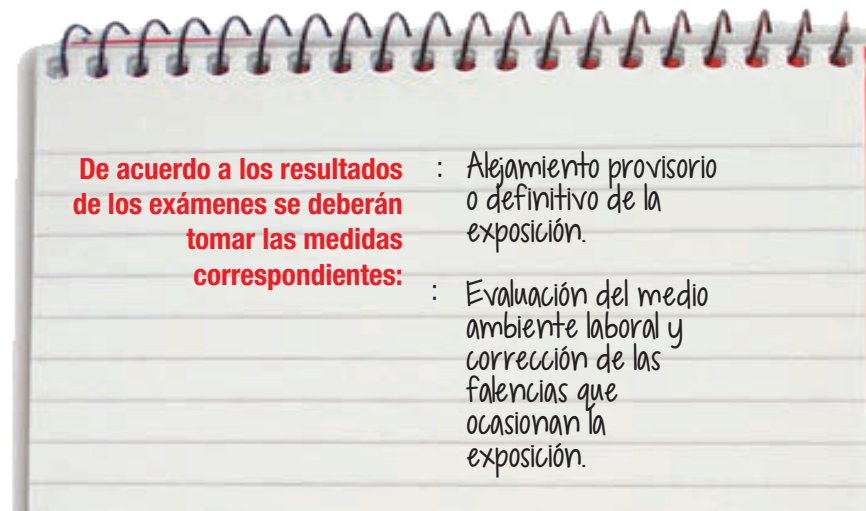 De acuerdo a los resultados
de los exámenes se deberán
tomar las medidas
correspondientes:
: Alejamiento provisorio
o definitivo de la
exposición.
: Evaluación del medio
ambiente laboral y
corrección de las
falencias que
ocasionan la
exposición.